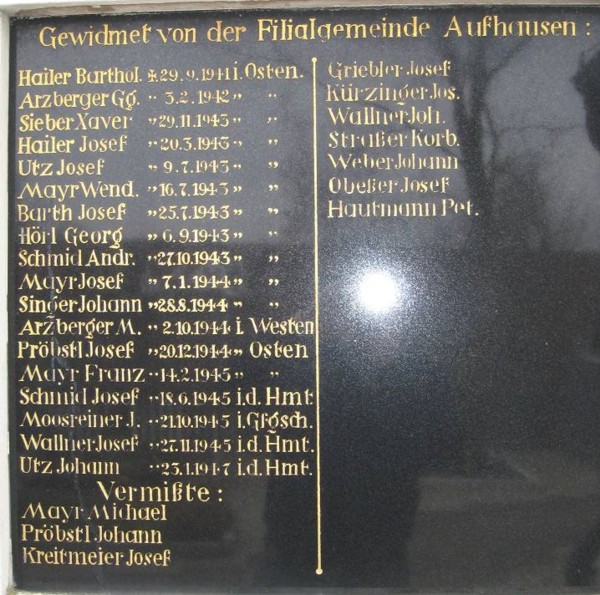 Gewidmet von der Filialgemeinde Aufhausen :
Hailer Barthol. ⚔ 29.9.1941 i. Osten.
Arzberger Gg. " 3.2.1942 " "
Sieber Xaver " 29.11.1943 " "
Hailer Josef " 20.3.1943 " "
Utz Josef " 9.7.1943 " "
Mayr Wend. " 16.7.1943 " "
Barth Josef " 25.7.1943 " "
Hörl Georg " 6.9.1943 " "
Schmid Andr. " 27.10.1943 " "
Mayr Josef " 7.1.1944 " "
Singer Johann " 28.8.1944 " "
Arzberger M. " 2.10.1944 i. Westen
Pröbstl Josef " 20.12.1944 " Osten
Mayr Franz " 14.2.1945 " "
Schmid Josef " 18.6.1945 i.d. Hmt.
Moosreiner J. " 21.10.1945 i. Gfgsch.
Wallner Josef " 27.11.1945 i.d. Hmt.
Utz Johann " 23.1.1947 i.d. Hmt.
Vermißte :
Mayr Michael
Pröbstl Johann
Kreitmeier Josef
Griebler Josef
Kürzinger Jos.
Wallner Joh.
Straßer Korb.
Weber Johann
Obeßer Josef
Hautmann Pet.